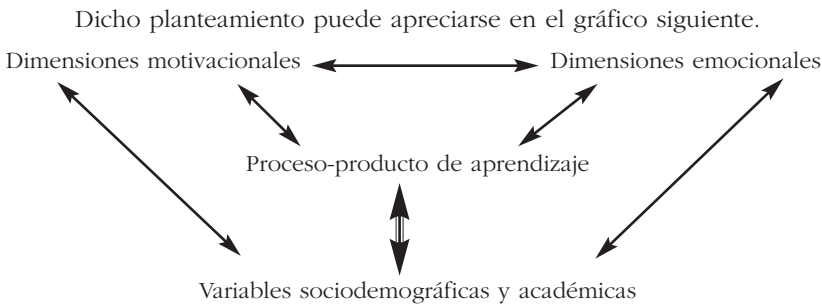 Dicho planteamiento puede apreciarse en el gráfico siguiente.
Dimensiones motivacionales Dimensiones emocionales
Proceso-producto de aprendizaje
Variables sociodemográficas y académicas